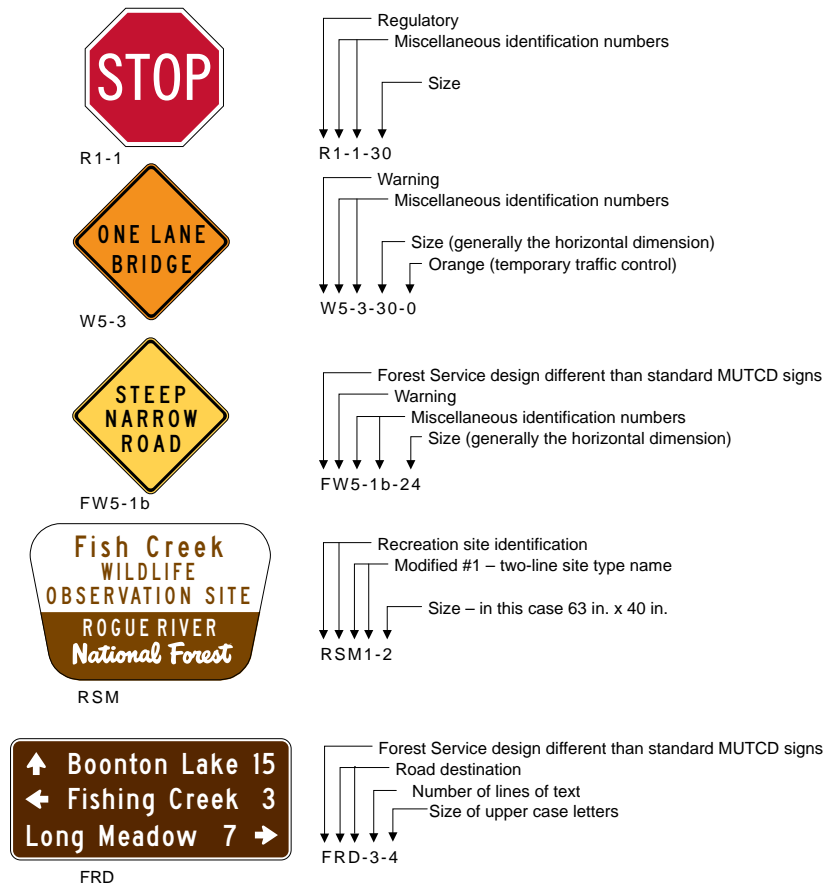 STOP
R1-1
Regulatory
Miscellaneous identification numbers
Size
R1-1-30
ONE LANE
BRIDGE
W5-3
Warning
Miscellaneous identification numbers
Size (generally the horizontal dimension)
Orange (temporary traffic control)
W5-3-30-0
STEEP
NARROW
ROAD
FW5-1b
Forest Service design different than standard MUTCD signs
Warning
Miscellaneous identification numbers
Size (generally the horizontal dimension)
FW5-1b-24
Fish Creek
WILDLIFE
OBSERVATION SITE
ROGUE RIVER
National Forest
RSM
Recreation site identification
Modified #1 – two-line site type name
Size – in this case 63 in. x 40 in.
RSM1-2
Boonton Lake 15
Fishing Creek 3
Long Meadow 7
FRD
Forest Service design different than standard MUTCD signs
Road destination
Number of lines of text
Size of upper case letters
FRD-3-4